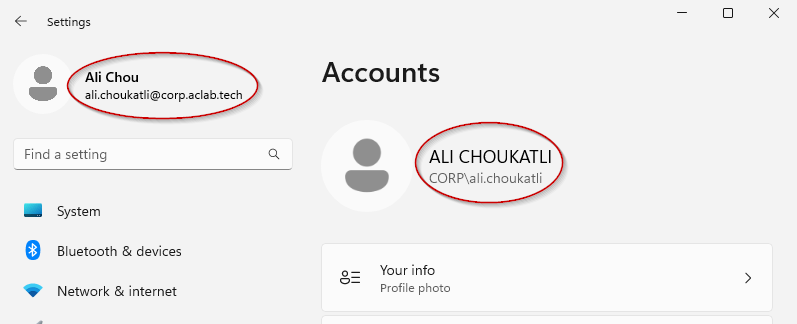 Settings
Ali Chou
ali.choukatli@corp.aclab.tech
Find a setting
System
Bluetooth & devices
Network & internet
Accounts
ALI CHOUKATLI
CORP\ali.choukatli
Your info
Profile photo